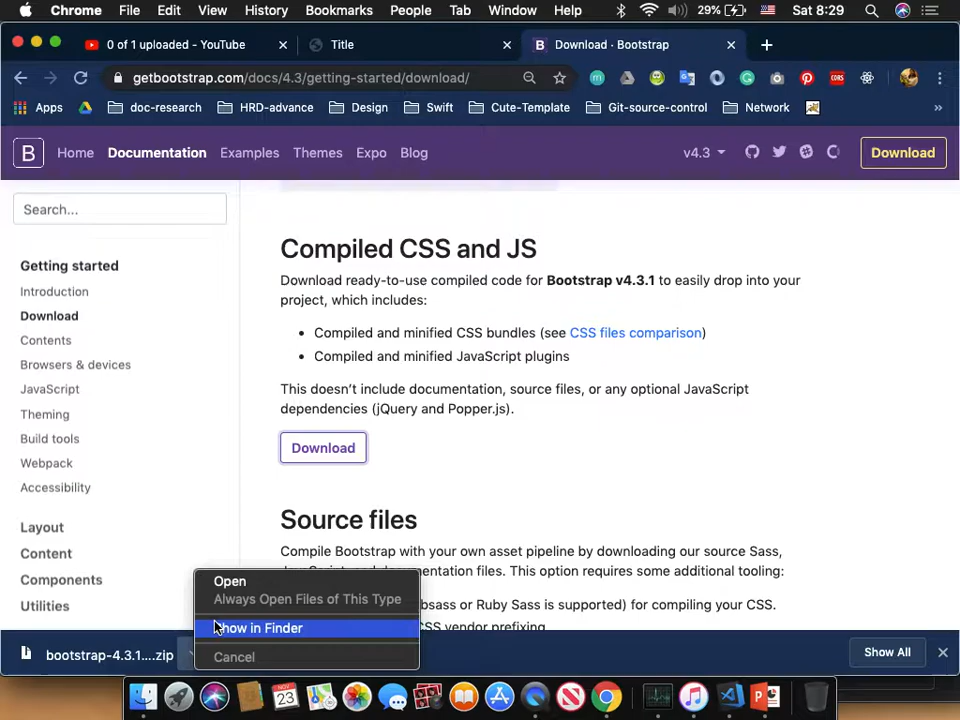 Chrome File Edit View History Bookmarks People Tab Window Help 29% Sat 8:29
0 of 1 uploaded - YouTube Title B Download · Bootstrap
getbootstrap.com/docs/4.3/getting-started/download/
Apps doc-research HRD-advance Design Swift Cute-Template Git-source-control Network »
B Home Documentation Examples Themes Expo Blog v4.3 Download
Search...
Getting started
Introduction
Download
Contents
Browsers & devices
JavaScript
Theming
Build tools
Webpack
Accessibility
Layout
Content
Components
Utilities
Compiled CSS and JS
Download ready-to-use compiled code for Bootstrap v4.3.1 to easily drop into your
project, which includes:
• Compiled and minified CSS bundles (see CSS files comparison)
• Compiled and minified JavaScript plugins
This doesn't include documentation, source files, or any optional JavaScript
dependencies (jQuery and Popper.js).
Download
Source files
Compile Bootstrap with your own asset pipeline by downloading our source Sass,
documentation files. This option requires some additional tooling:
or Ruby Sass is supported) for compiling your CSS.
CSS vendor prefixing
Open
Always Open Files of This Type
Show in Finder
Cancel
bootstrap-4.3.1....zip
Show All
NOV
23